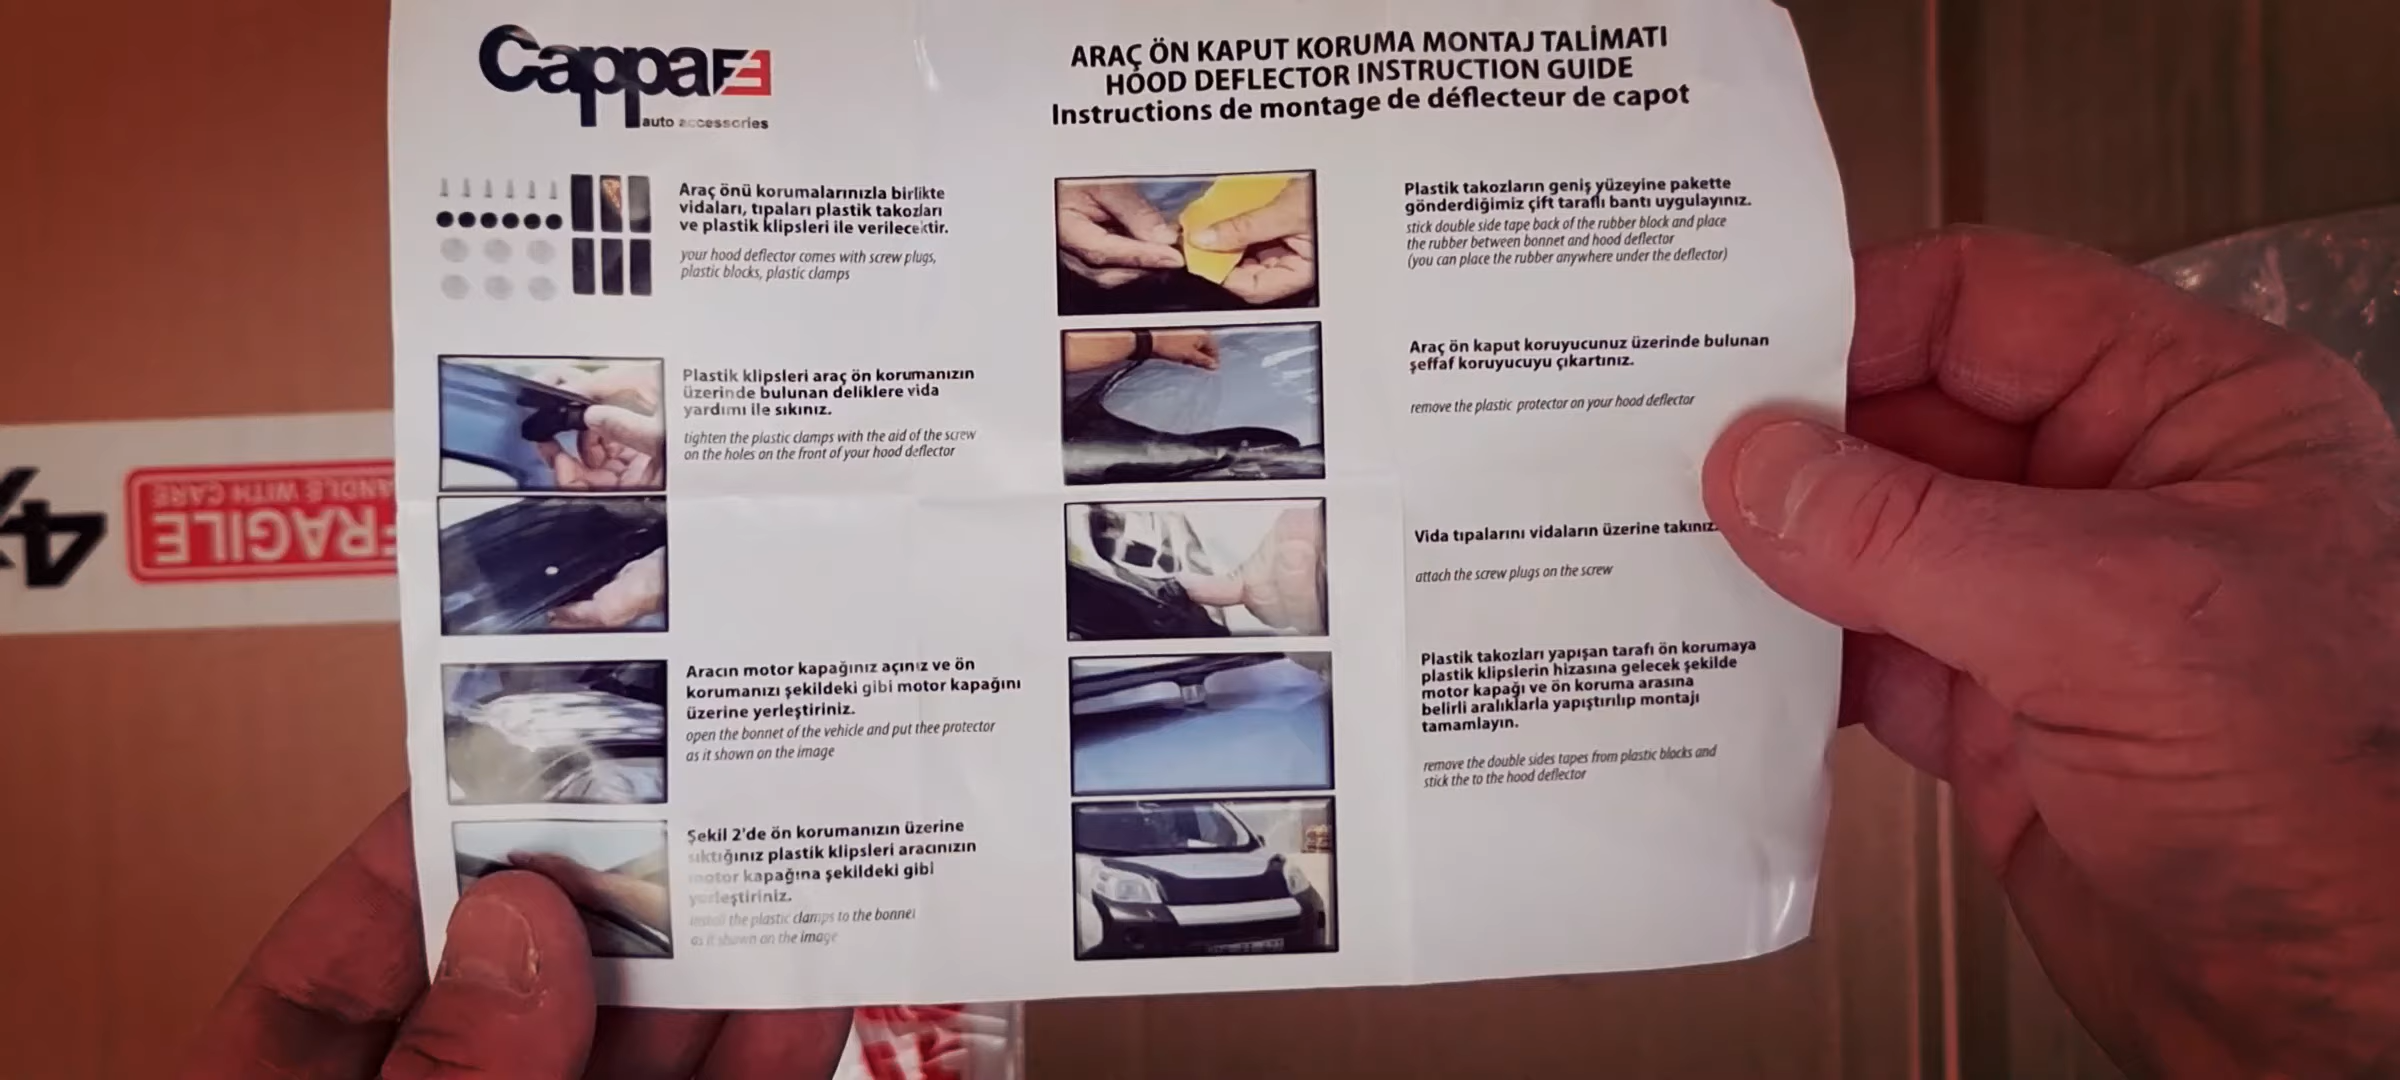 Cappafe
auto accessories
ARAÇ ÖN KAPUT KORUMA MONTAJ TALİMATI
HOOD DEFLECTOR INSTRUCTION GUIDE
Instructions de montage de déflecteur de capot
Araç önü korumalarınızla birlikte
vidaları, tıpaları plastik takozları
ve plastik klipsleri ile verilecektir.
your hood deflector comes with screw plugs,
plastic blocks, plastic clamps
Plastik klipsleri araç ön korumanızın
üzerinde bulunan deliklere vida
yardımı ile sıkınız.
tighten the plastic clamps with the aid of the screw
on the holes on the front of your hood deflector
Aracın motor kapağınız açınız ve ön
korumanızı şekildeki gibi motor kapağını
üzerine yerleştiriniz.
open the bonnet of the vehicle and put thee protector
as it shown on the image
Şekil 2'de ön korumanızın üzerine
sıktığınız plastik klipsleri aracınızın
motor kapağına şekildeki gibi
yerleştiriniz.
install the plastic clamps to the bonnet
as it shown on the image
Plastik takozların geniş yüzeyine pakette
gönderdiğimiz çift taraflı bantı uygulayınız.
stick double side tape back of the rubber block and place
the rubber between bonnet and hood deflector
(you can place the rubber anywhere under the deflector)
Araç ön kaput koruyucunuz üzerinde bulunan
şeffaf koruyucuyu çıkartınız.
remove the plastic protector on your hood deflector
Vida tıpalarını vidaların üzerine takınız.
attach the screw plugs on the screw
Plastik takozları yapışan tarafı ön korumaya
plastik klipslerin hizasına gelecek şekilde
motor kapağı ve ön koruma arasına
belirli aralıklarla yapıştırılıp montajı
tamamlayın.
remove the double sides tapes from plastic blocks and
stick the to the hood deflector
FRAGILE
HANDLE WITH CARE
4